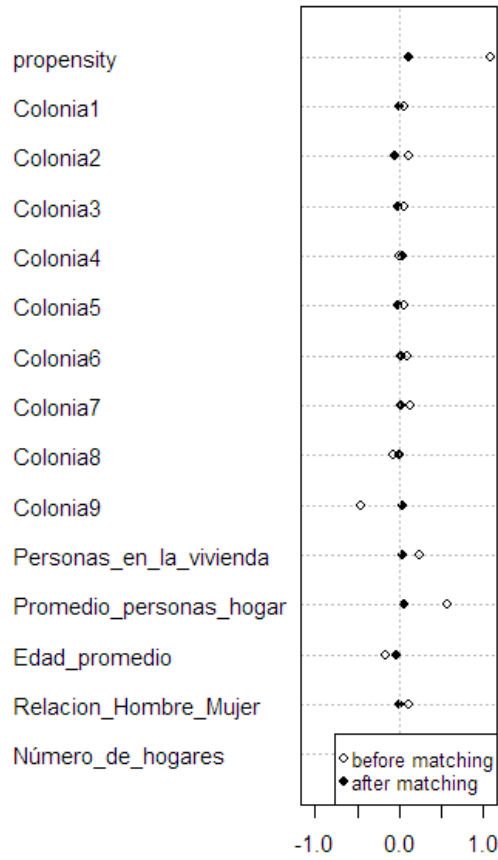 propensity
Colonia1
Colonia2
Colonia3
Colonia4
Colonia5
Colonia6
Colonia7
Colonia8
Colonia9
Personas_en_la_vivienda
Promedio_personas_hogar
Edad_promedio
Relacion_Hombre_Mujer
Número_de_hogares
before matching
after matching
-1.0 0.0 1.0